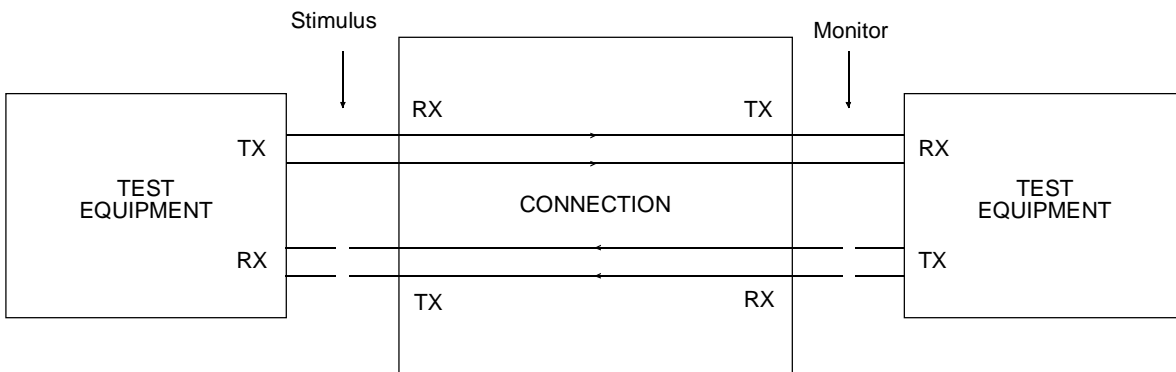 Stimulus
Monitor
RX
TX
TX
RX
TEST
EQUIPMENT
CONNECTION
TEST
EQUIPMENT
RX
TX
TX
RX